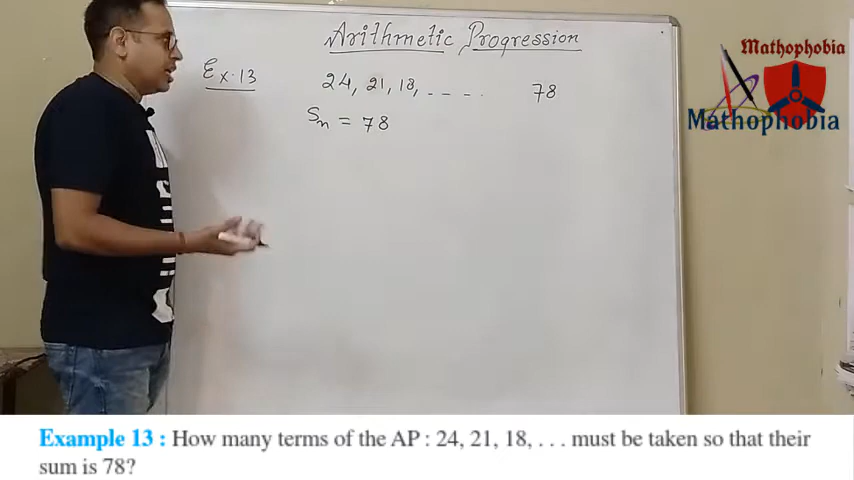 Arithmetic Progression
Ex.13 24, 21, 18, - - - - . 78
Sn = 78
Mathophobia
Mathophobia
Example 13 : How many terms of the AP : 24, 21, 18, . . . must be taken so that their
sum is 78?